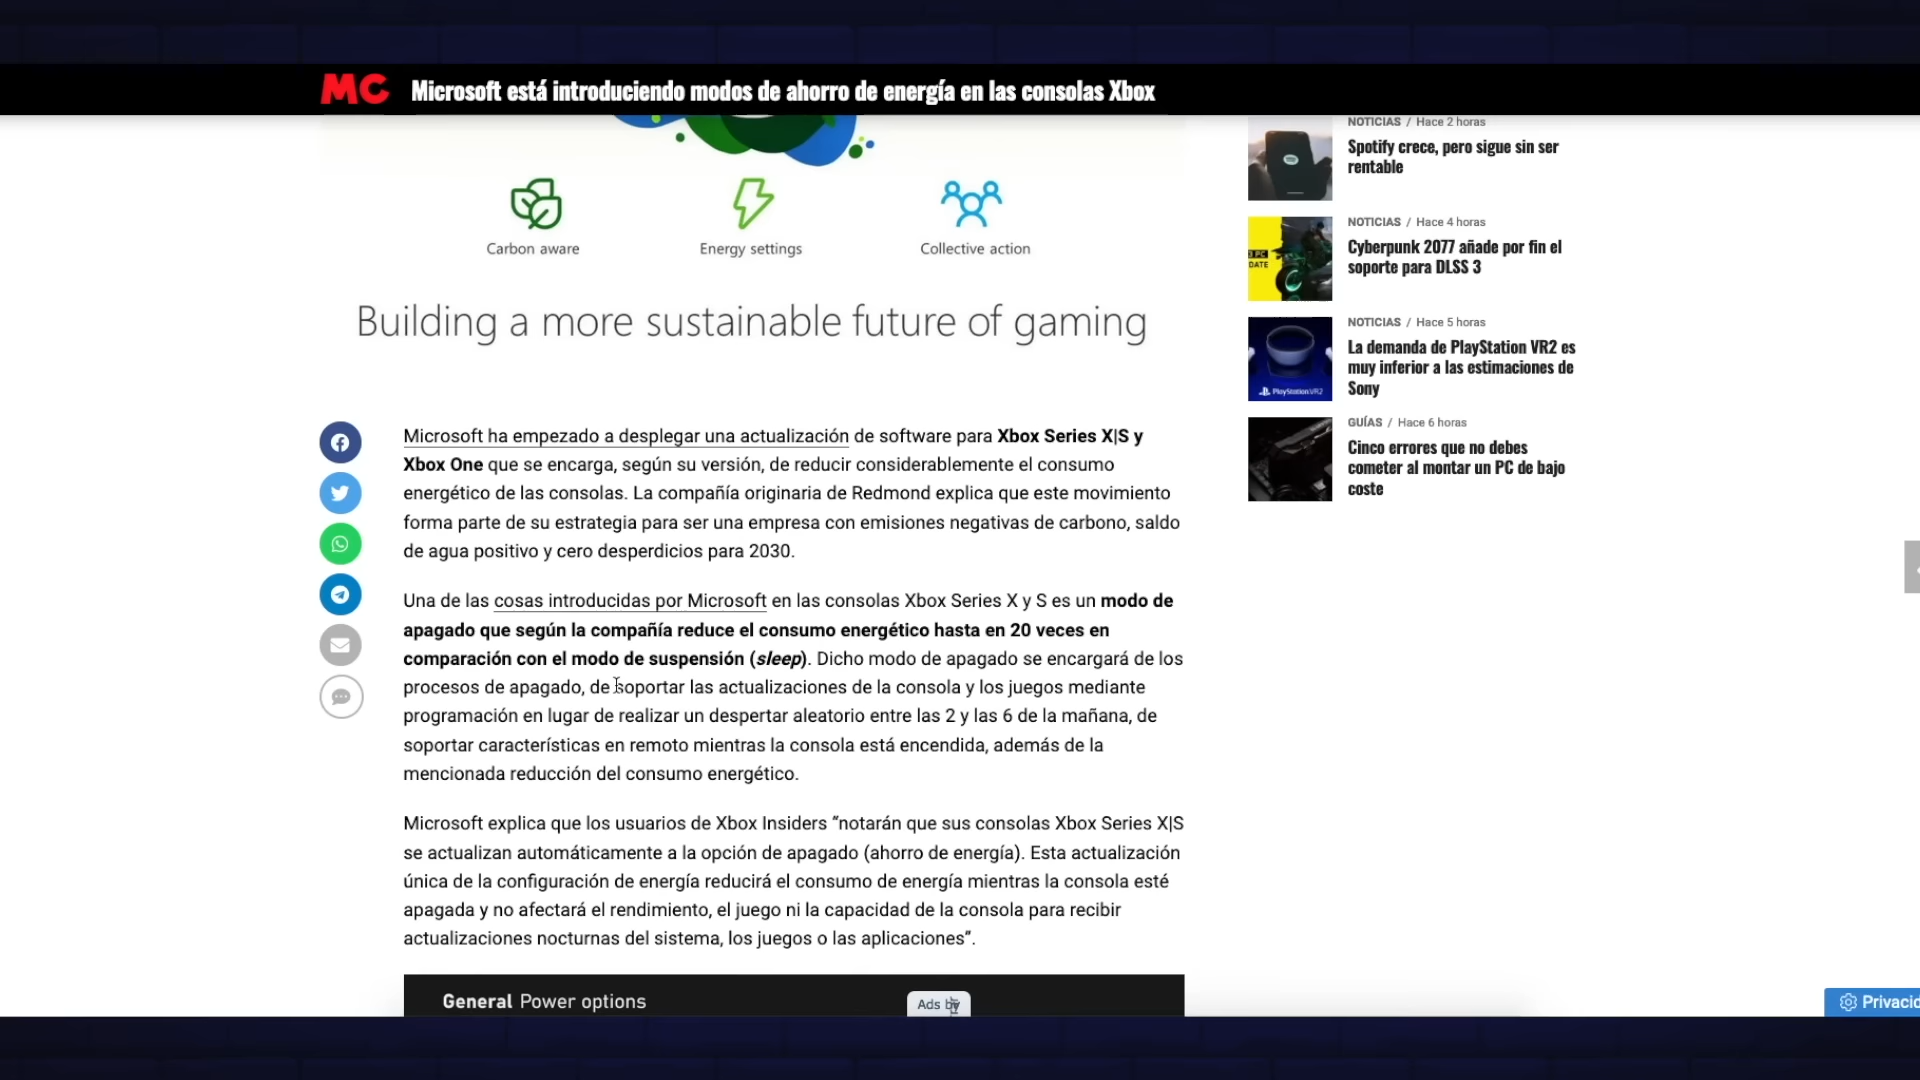 MC Microsoft está introduciendo modos de ahorro de energía en las consolas Xbox
Carbon aware
Energy settings
Collective action
Building a more sustainable future of gaming
Microsoft ha empezado a desplegar una actualización de software para Xbox Series X|S y
Xbox One que se encarga, según su versión, de reducir considerablemente el consumo
energético de las consolas. La compañía originaria de Redmond explica que este movimiento
forma parte de su estrategia para ser una empresa con emisiones negativas de carbono, saldo
de agua positivo y cero desperdicios para 2030.
Una de las cosas introducidas por Microsoft en las consolas Xbox Series X y S es un modo de
apagado que según la compañía reduce el consumo energético hasta en 20 veces en
comparación con el modo de suspensión (sleep). Dicho modo de apagado se encargará de los
procesos de apagado, de soportar las actualizaciones de la consola y los juegos mediante
programación en lugar de realizar un despertar aleatorio entre las 2 y las 6 de la mañana, de
soportar características en remoto mientras la consola está encendida, además de la
mencionada reducción del consumo energético.
Microsoft explica que los usuarios de Xbox Insiders “notarán que sus consolas Xbox Series X|S
se actualizan automáticamente a la opción de apagado (ahorro de energía). Esta actualización
única de la configuración de energía reducirá el consumo de energía mientras la consola esté
apagada y no afectará el rendimiento, el juego ni la capacidad de la consola para recibir
actualizaciones nocturnas del sistema, los juegos o las aplicaciones”.
General Power options
Ads by
NOTICIAS / Hace 2 horas
Spotify crece, pero sigue sin ser
rentable
NOTICIAS / Hace 4 horas
Cyberpunk 2077 añade por fin el
soporte para DLSS 3
NOTICIAS / Hace 5 horas
La demanda de PlayStation VR2 es
muy inferior a las estimaciones de
Sony
PlayStation VR2
GUÍAS / Hace 6 horas
Cinco errores que no debes
cometer al montar un PC de bajo
coste
Privacid